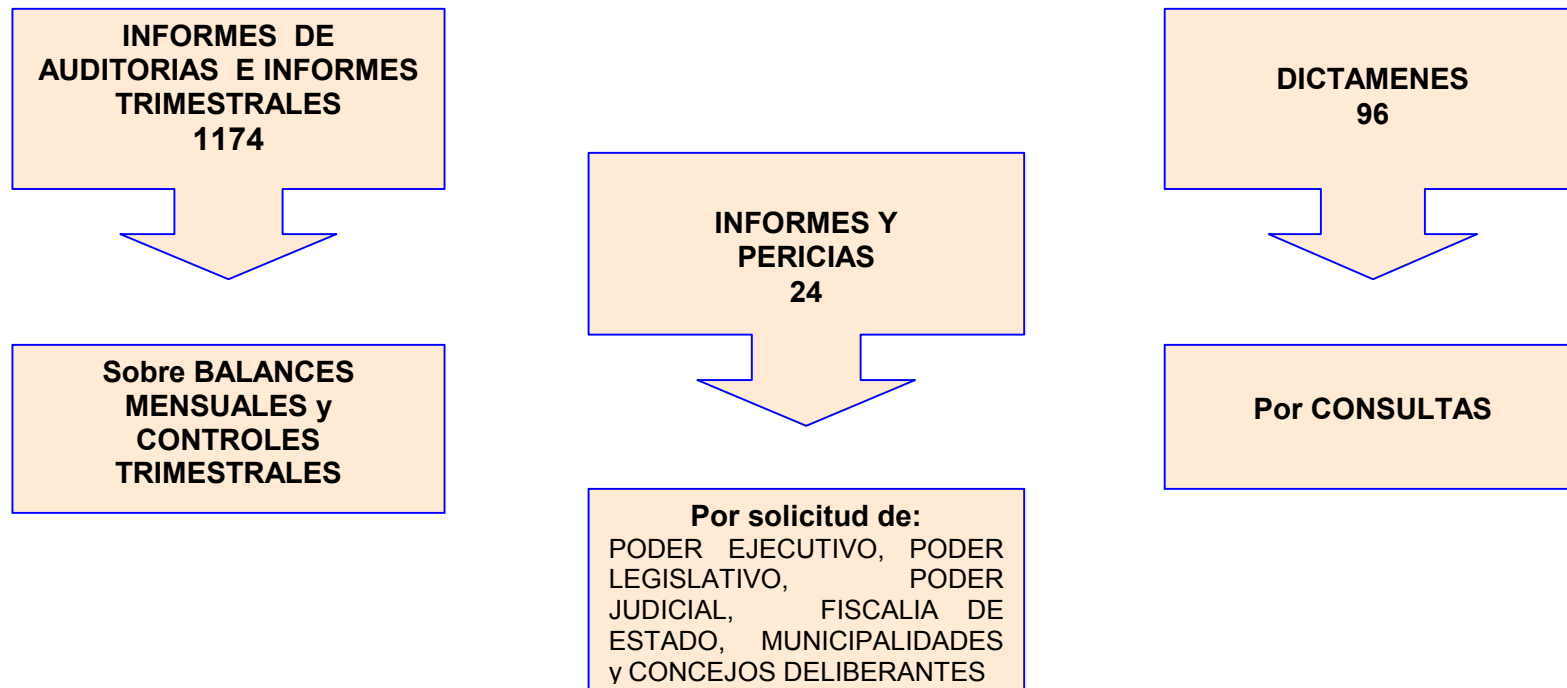 INFORMES DE
AUDITORIAS E INFORMES
TRIMESTRALES
1174
Sobre BALANCES
MENSUALES y
CONTROLES
TRIMESTRALES
INFORMES Y
PERICIAS
24
Por solicitud de:
PODER EJECUTIVO, PODER
LEGISLATIVO, PODER
JUDICIAL, FISCALIA DE
ESTADO, MUNICIPALIDADES
y CONCEJOS DELIBERANTES
DICTAMENES
96
Por CONSULTAS